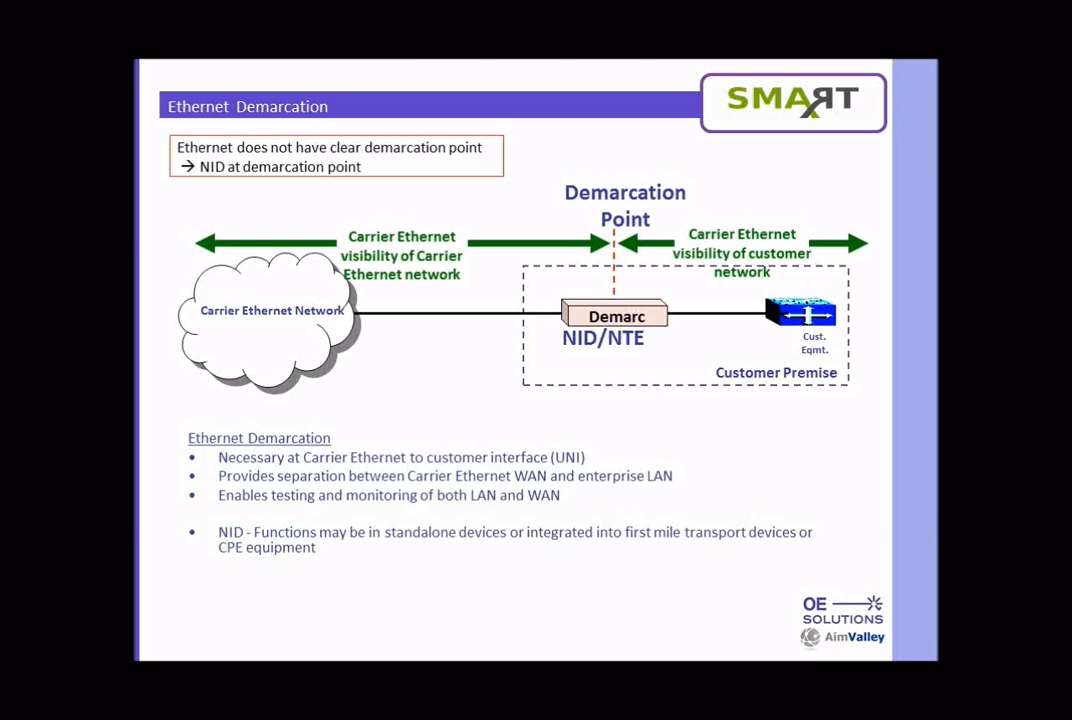 Ethernet Demarcation
SMART
Ethernet does not have clear demarcation point
→ NID at demarcation point
Demarcation
Point
Carrier Ethernet
visibility of Carrier
Ethernet network
Carrier Ethernet
visibility of customer
network
Carrier Ethernet Network
Demarc
NID/NTE
Cust.
Eqmt.
Customer Premise
Ethernet Demarcation
• Necessary at Carrier Ethernet to customer interface (UNI)
• Provides separation between Carrier Ethernet WAN and enterprise LAN
• Enables testing and monitoring of both LAN and WAN
• NID - Functions may be in standalone devices or integrated into first mile transport devices or
CPE equipment
OE
SOLUTIONS
AimValley